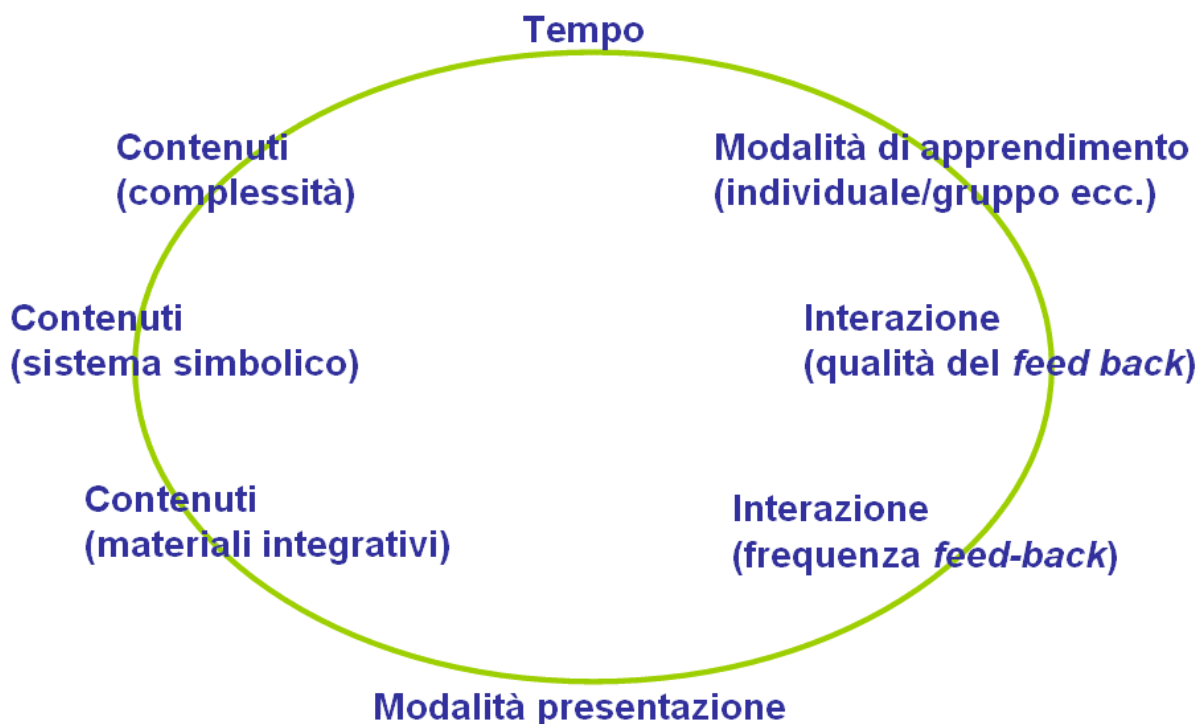 Tempo
Contenuti
(complessità)
Modalità di apprendimento
(individuale/gruppo ecc.)
Contenuti
(sistema simbolico)
Interazione
(qualità del feed back)
Contenuti
(materiali integrativi)
Interazione
(frequenza feed-back)
Modalità presentazione